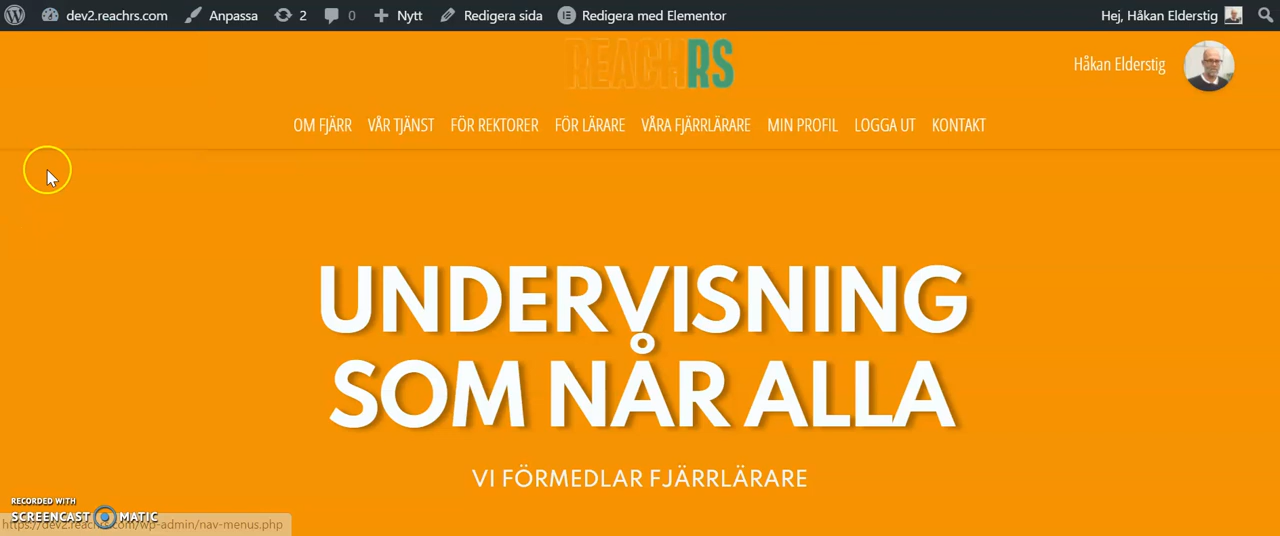 dev2.reachrs.com Anpassa 2 0 Nytt Redigera sida Redigera med Elementor Hej, Håkan Elderstig
REACHRS
Håkan Elderstig
OM FJÄRR VÅR TJÄNST FÖR REKTORER FÖR LÄRARE VÅRA FJÄRRLÄRARE MIN PROFIL LOGGA UT KONTAKT
UNDERVISNING
SOM NÅR ALLA
VI FÖRMEDLAR FJÄRRLÄRARE
RECORDED WITH
SCREENCAST MATIC
https://dev2.reachrs.com/wp-admin/nav-menus.php